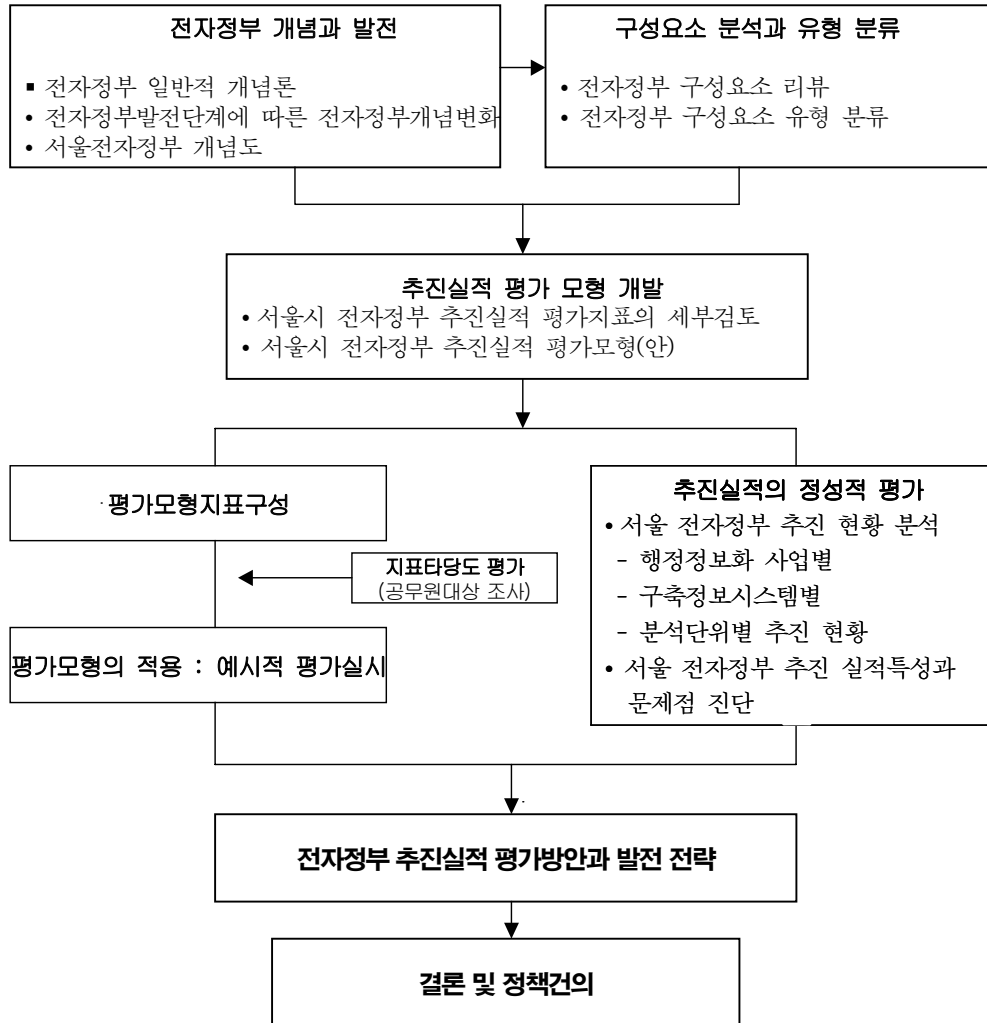 전자정부 개념과 발전
▪ 전자정부 일반적 개념론
• 전자정부발전단계에 따른 전자정부개념변화
• 서울전자정부 개념도
구성요소 분석과 유형 분류
• 전자정부 구성요소 리뷰
• 전자정부 구성요소 유형 분류
추진실적 평가 모형 개발
• 서울시 전자정부 추진실적 평가지표의 세부검토
• 서울시 전자정부 추진실적 평가모형(안)
평가모형지표구성
지표타당도 평가
(공무원대상 조사)
평가모형의 적용 : 예시적 평가실시
추진실적의 정성적 평가
• 서울 전자정부 추진 현황 분석
- 행정정보화 사업별
- 구축정보시스템별
- 분석단위별 추진 현황
• 서울 전자정부 추진 실적특성과
문제점 진단
전자정부 추진실적 평가방안과 발전 전략
결론 및 정책건의